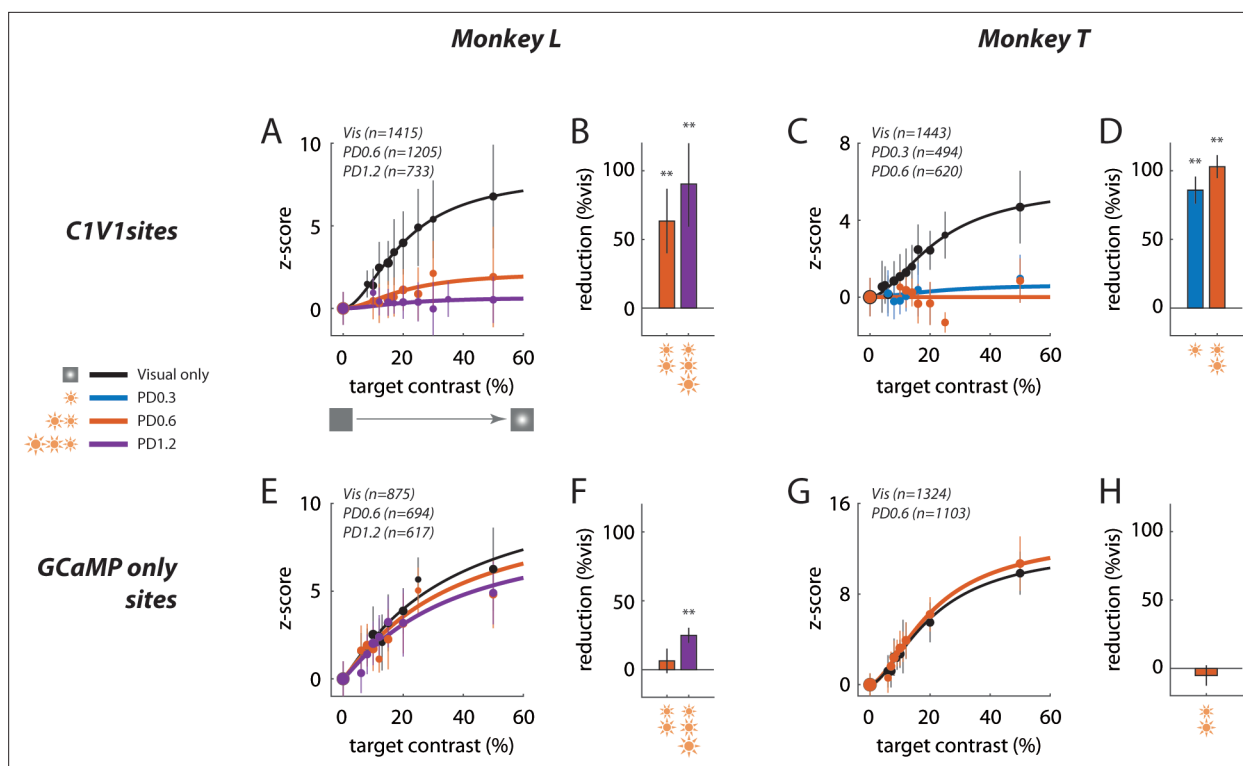 Monkey L
Monkey T
C1V1sites
A
Vis (n=1415)
PD0.6 (n=1205)
PD1.2 (n=733)
10
5
0
z-score
0 20 40 60
target contrast (%)
B
**
**
100
50
0
reduction (%vis)
C
Vis (n=1443)
PD0.3 (n=494)
PD0.6 (n=620)
8
4
0
z-score
0 20 40 60
target contrast (%)
D
**
**
100
50
0
reduction (%vis)
Visual only
PD0.3
PD0.6
PD1.2
GCaMP only
sites
E
Vis (n=875)
PD0.6 (n=694)
PD1.2 (n=617)
10
5
0
z-score
0 20 40 60
target contrast (%)
F
**
100
50
0
reduction (%vis)
G
Vis (n=1324)
PD0.6 (n=1103)
16
8
0
z-score
0 20 40 60
target contrast (%)
H
100
50
0
reduction (%vis)